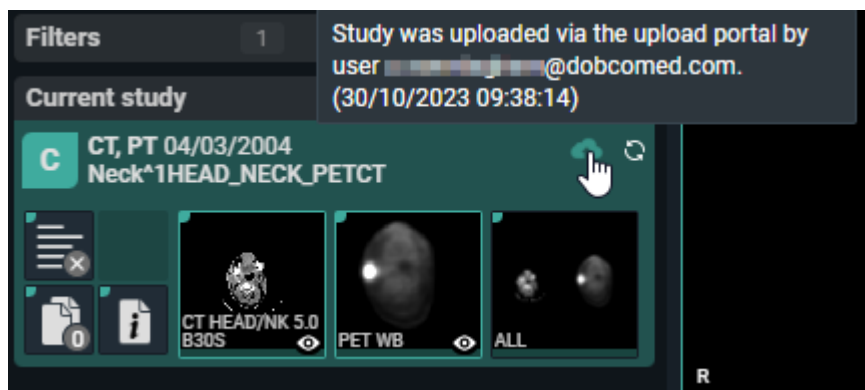 Filters
1
Study was uploaded via the upload portal by
user @dobcomed.com.
(30/10/2023 09:38:14)
Current study
C
CT, PT 04/03/2004
Neck^1HEAD_NECK_PETCT
0
i
CT HEAD/NK 5.0
B30S
PET WB
ALL
R